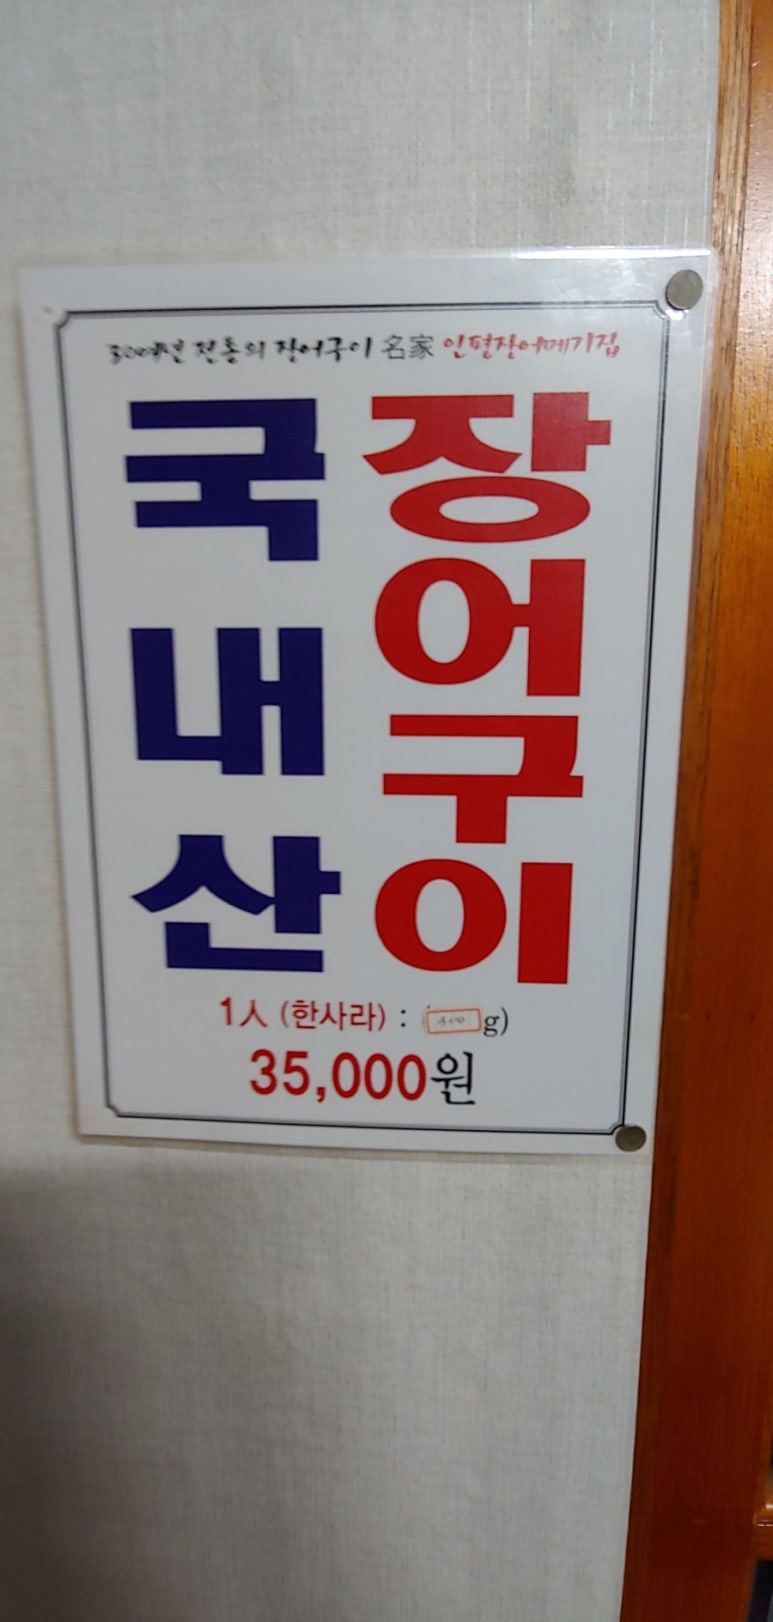 30여년 전통의 장어구이 名家 인평장어메기집
장어구이
국내산
1人 (한사라) : ( g)
35,000원